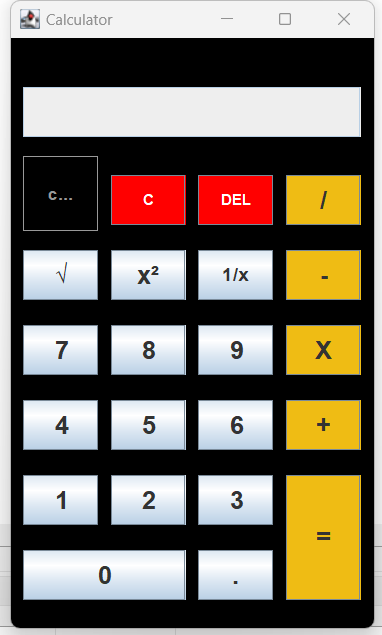 Calculator
c...
C DEL /
√ x² 1/x -
7 8 9 X
4 5 6 +
1 2 3 =
0 .